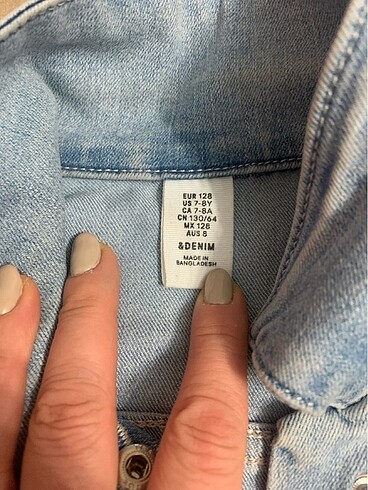 EUR 128
US 7-8Y
CA 7-8A
CN 130/64
MX 128
AUS 8
&DENIM
MADE IN
BANGLADESH